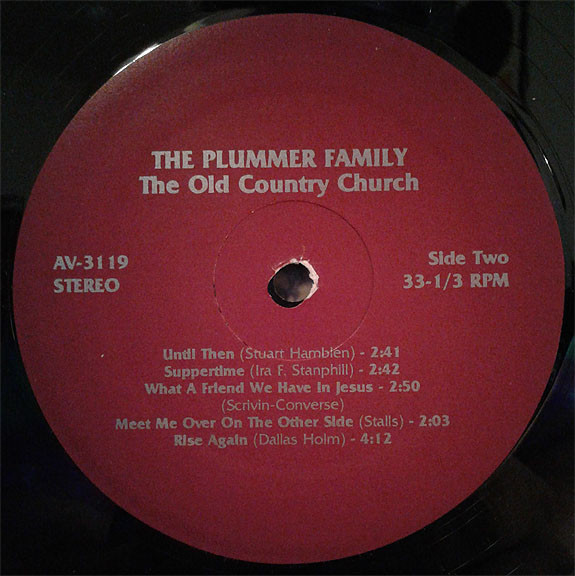 THE PLUMMER FAMILY
The Old Country Church
AV-3119
STEREO
Side Two
33-1/3 RPM
Until Then (Stuart Hamblen) - 2:41
Suppertime (Ira F. Stanphill) - 2:42
What A Friend We Have In Jesus - 2:50
(Scrivin-Converse)
Meet Me Over On The Other Side (Stalls) - 2:03
Rise Again (Dallas Holm) - 4:12